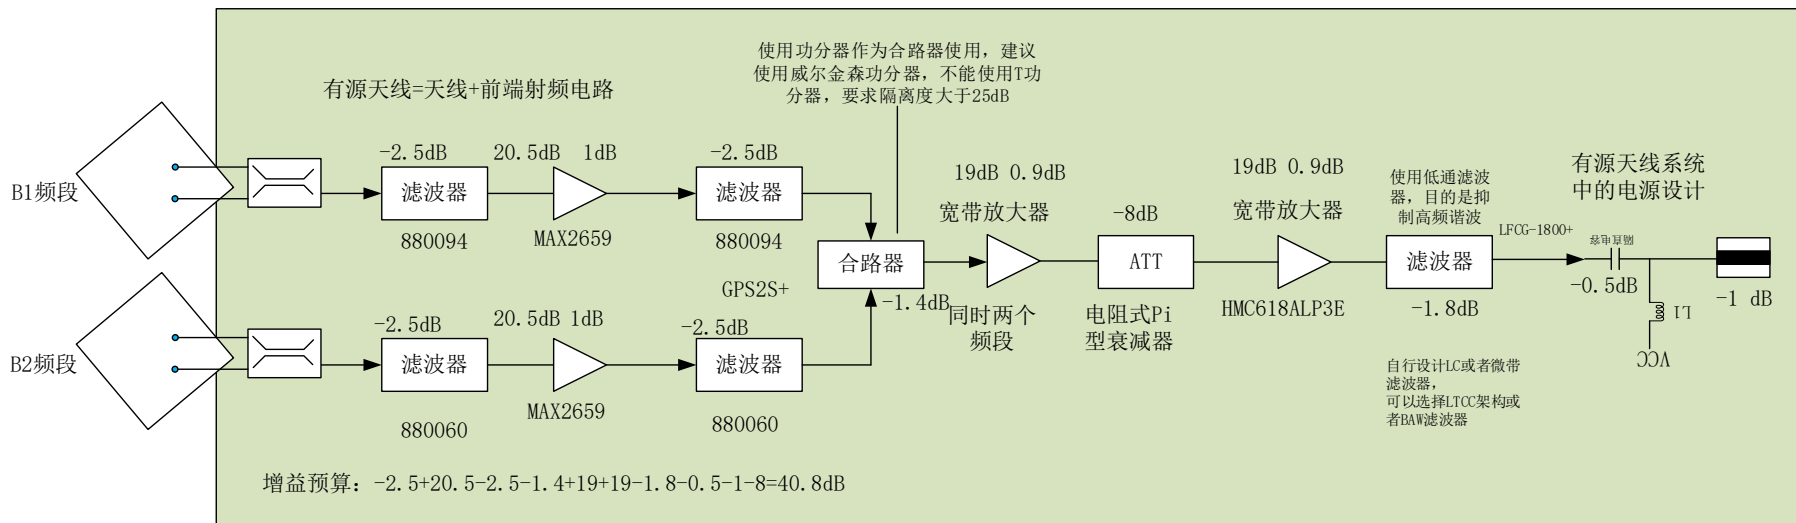 使用功分器作为合路器使用，建议
使用威尔金森功分器，不能使用T功
分器，要求隔离度大于25dB
有源天线=天线+前端射频电路
B1频段
-2.5dB
滤波器
880094
20.5dB 1dB
MAX2659
-2.5dB
滤波器
880094
B2频段
-2.5dB
滤波器
880060
20.5dB 1dB
MAX2659
-2.5dB
滤波器
880060
合路器
GPS2S+
-1.4dB
19dB 0.9dB
宽带放大器
同时两个
频段
-8dB
ATT
电阻式Pi
型衰减器
19dB 0.9dB
宽带放大器
HMC618ALP3E
使用低通滤波
器，目的是抑
制高频谐波
滤波器
-1.8dB
LFCG-1800+
自行设计LC或者微带
滤波器，
可以选择LTCC架构或
者BAW滤波器
有源天线系统
中的电源设计
隔直电容
-0.5dB
L1
VCC
-1 dB
增益预算：-2.5+20.5-2.5-1.4+19+19-1.8-0.5-1-8=40.8dB